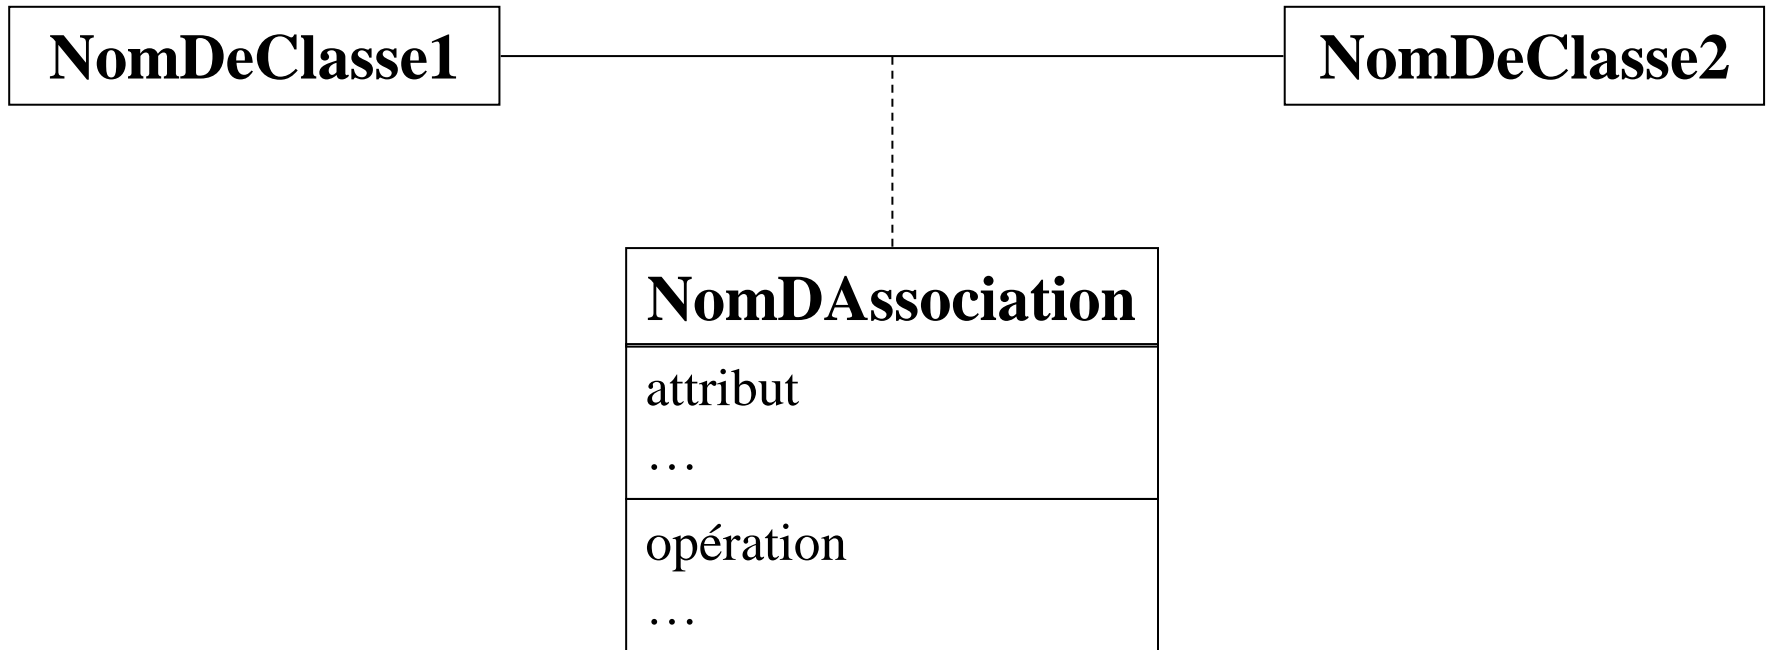 NomDeClasse1
NomDeClasse2
NomDAssociation
attribut
…
opération
…